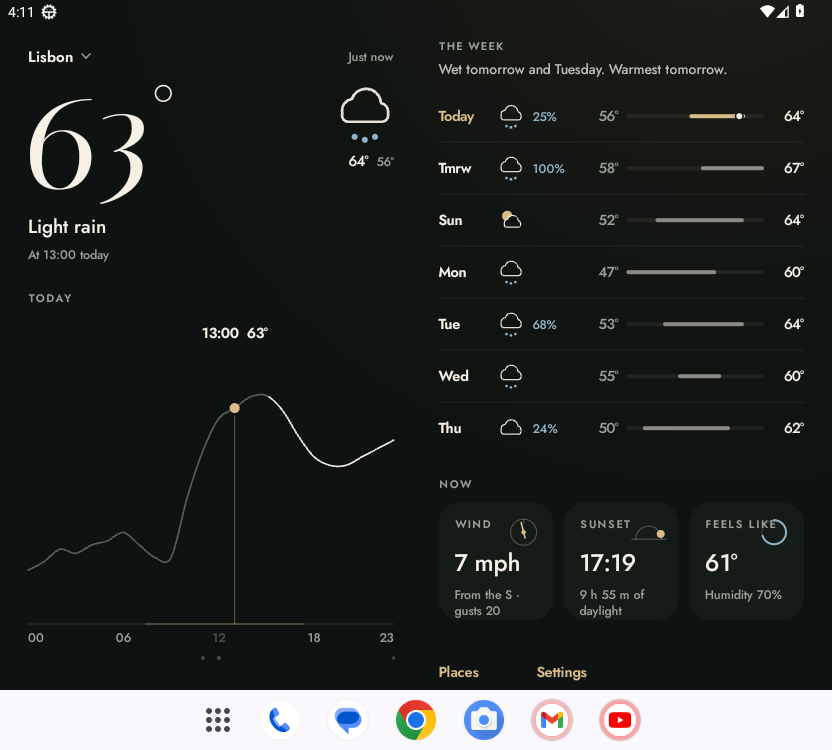 4:11
Lisbon
Just now
63°
64° 56°
Light rain
At 13:00 today
TODAY
13:00 63°
00 06 12 18 23
THE WEEK
Wet tomorrow and Tuesday. Warmest tomorrow.
Today 25% 56° 64°
Tmrw 100% 58° 67°
Sun 52° 64°
Mon 47° 60°
Tue 68% 53° 64°
Wed 55° 60°
Thu 24% 50° 62°
NOW
WIND
7 mph
From the S ·
gusts 20
SUNSET
17:19
9 h 55 m of
daylight
FEELS LIKE
61°
Humidity 70%
Places Settings